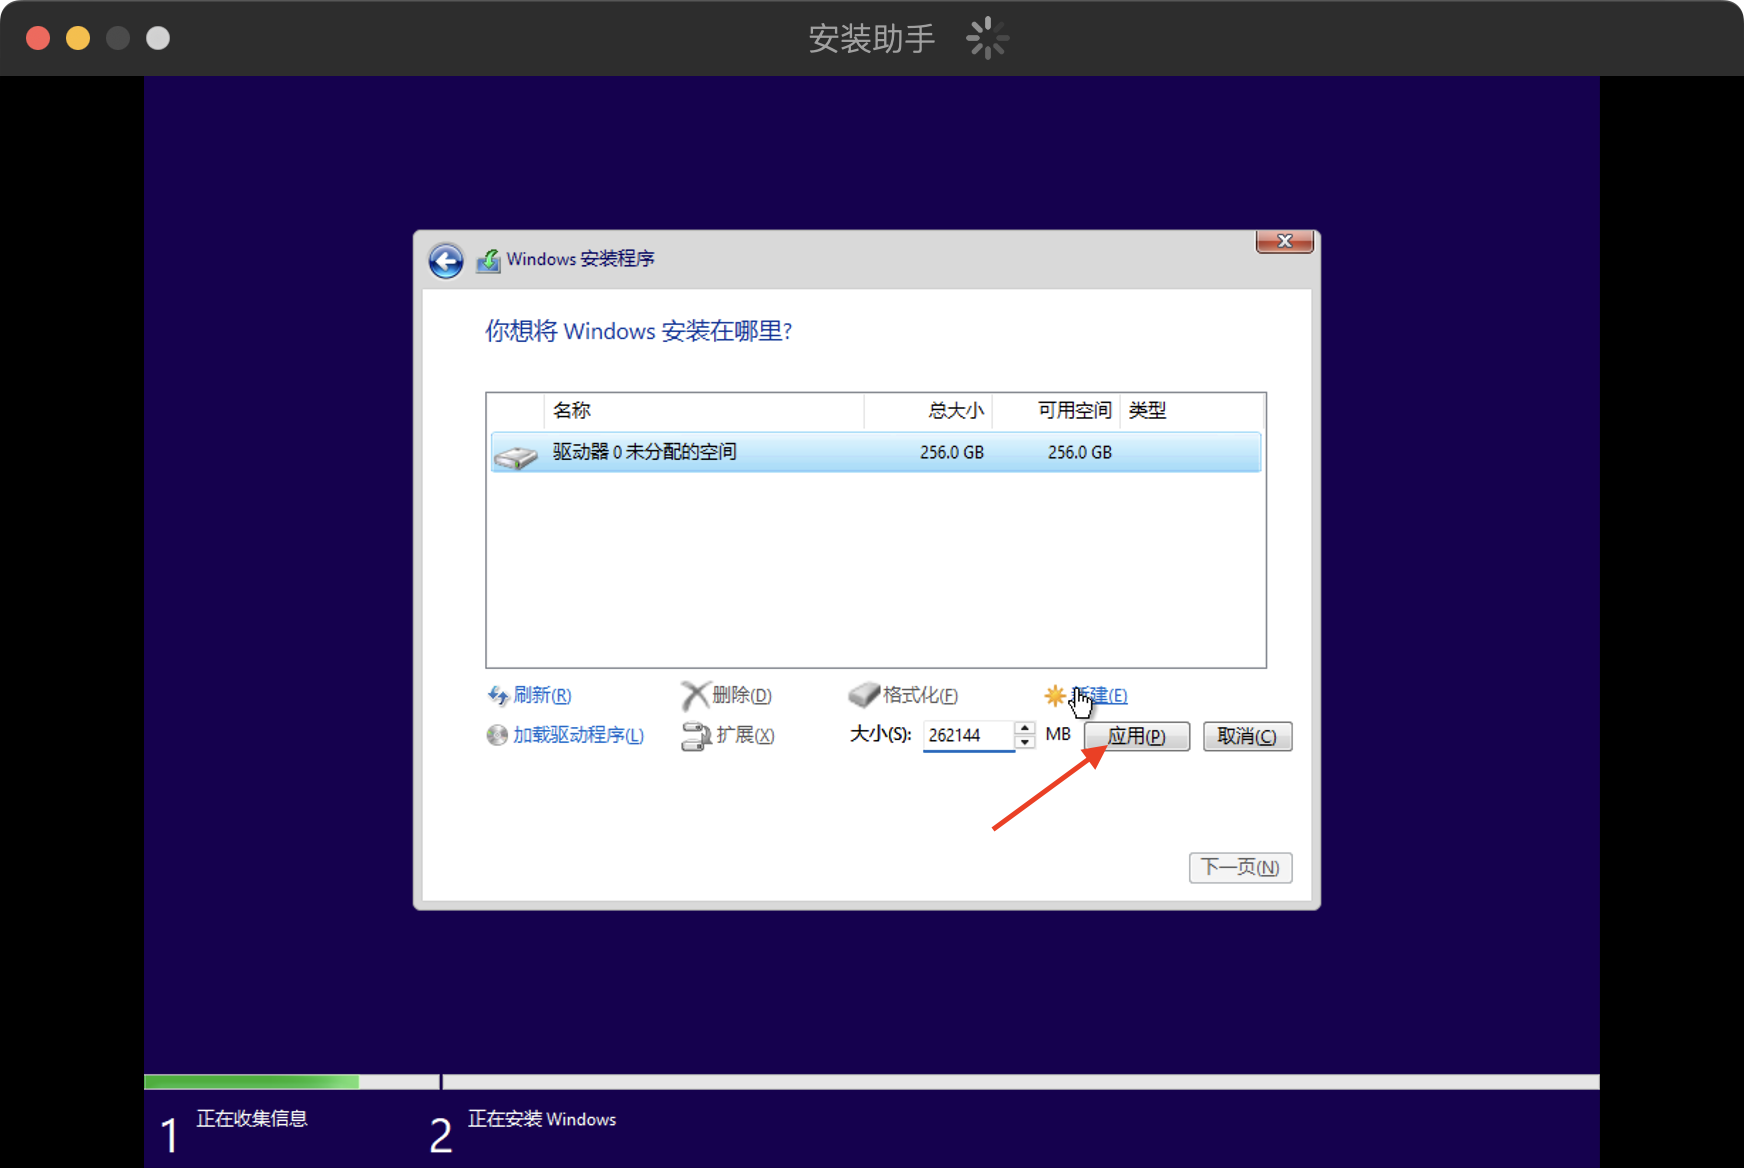 安装助手
Windows 安装程序
你想将 Windows 安装在哪里?
名称 总大小 可用空间 类型
驱动器 0 未分配的空间 256.0 GB 256.0 GB
刷新(R) 删除(D) 格式化(F) 建(E)
加载驱动程序(L) 扩展(X) 大小(S): 262144 MB 应用(P) 取消(C)
下一页(N)
1 正在收集信息 2 正在安装 Windows